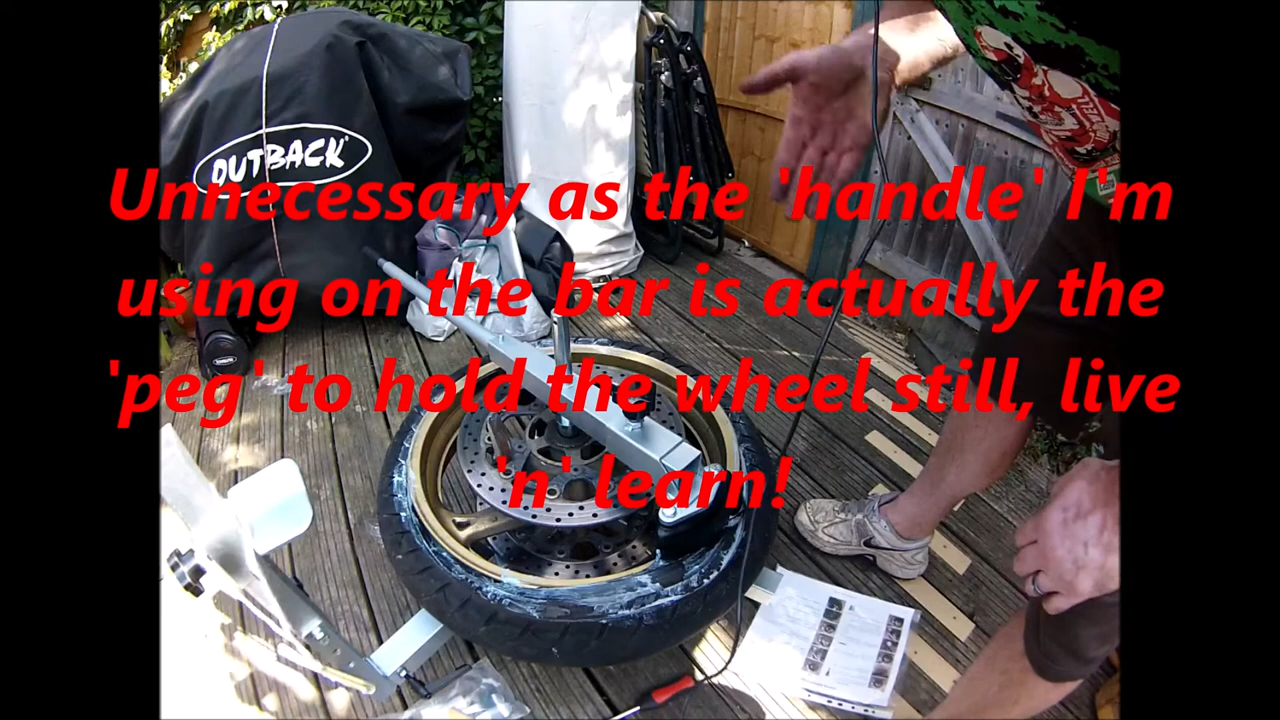 OUTBACK
Unnecessary as the 'handle' I'm
using on the bar is actually the
'peg' to hold the wheel still, live
'n' learn!